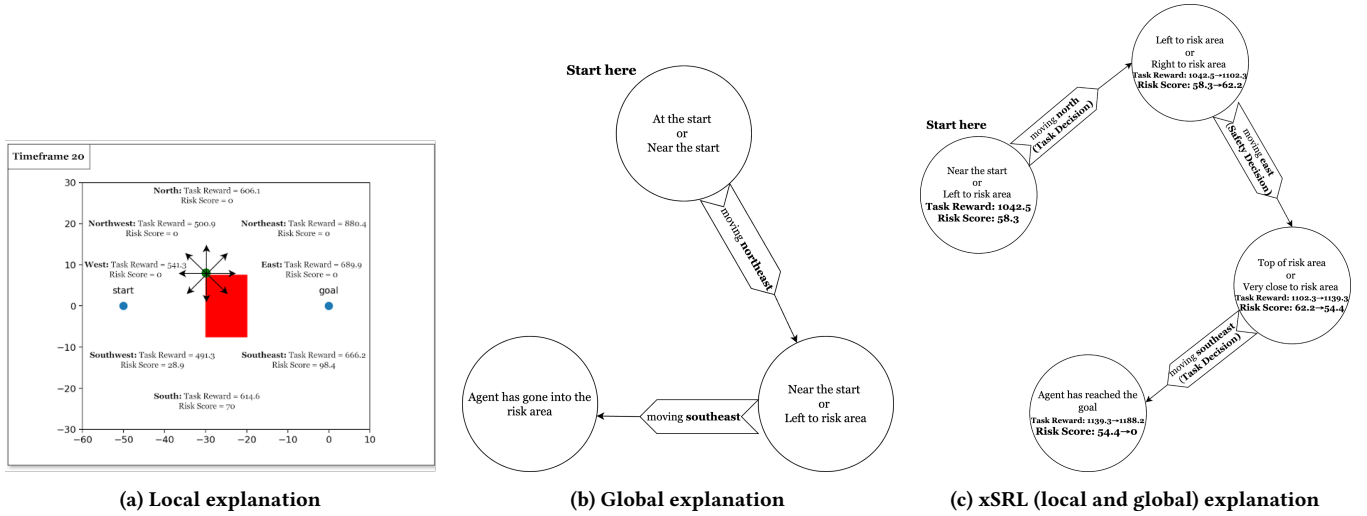 Timeframe 20
30
20
10
0
−10
−20
−30
−60
−50
−40
−30
−20
−10
0
10
North: Task Reward = 606.1
Risk Score = 0
Northwest: Task Reward = 500.9
Risk Score = 0
Northeast: Task Reward = 880.4
Risk Score = 0
West: Task Reward = 541.3
Risk Score = 0
East: Task Reward = 689.9
Risk Score = 0
start
goal
Southwest: Task Reward = 491.3
Risk Score = 28.9
Southeast: Task Reward = 666.2
Risk Score = 98.4
South: Task Reward = 614.6
Risk Score = 70
(a) Local explanation
Start here
At the start
or
Near the start
moving northeast
Near the start
or
Left to risk area
moving southeast
Agent has gone into the
risk area
(b) Global explanation
Start here
Near the start
or
Left to risk area
Task Reward: 1042.5
Risk Score: 58.3
moving north
(Task Decision)
Left to risk area
or
Right to risk area
Task Reward: 1042.5→1102.3
Risk Score: 58.3→62.2
moving east
(Safety Decision)
Top of risk area
or
Very close to risk area
Task Reward: 1102.3→1139.3
Risk Score: 62.2→54.4
moving southeast
(Task Decision)
Agent has reached the
goal
Task Reward: 1139.3→1188.2
Risk Score: 54.4→0
(c) xSRL (local and global) explanation